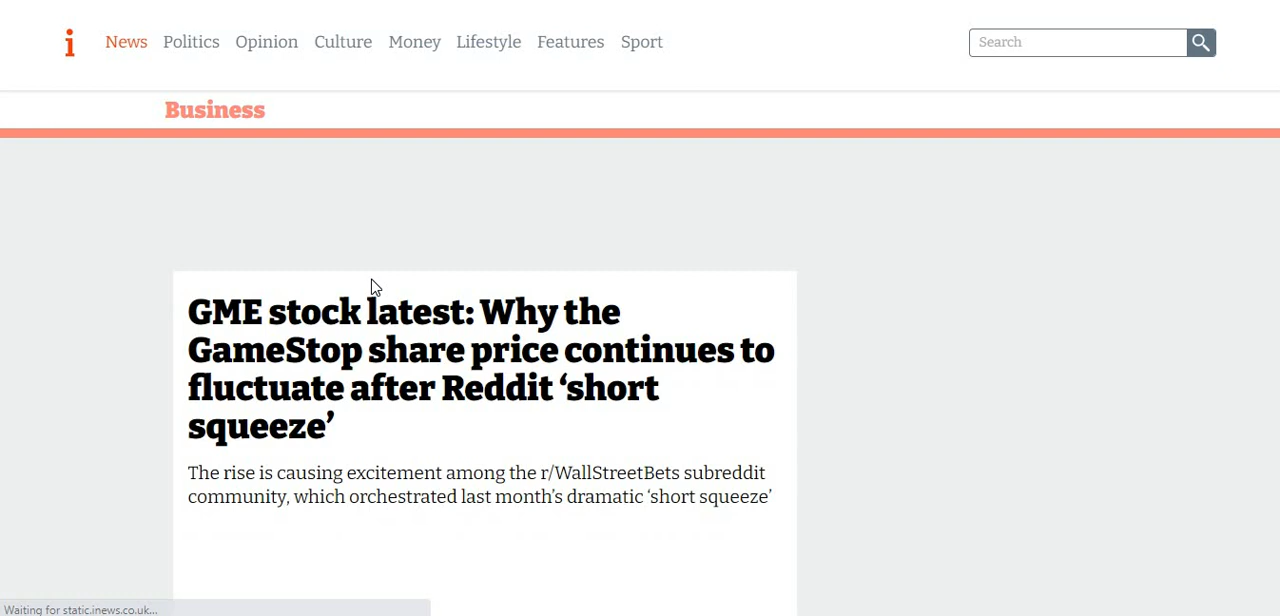 i News Politics Opinion Culture Money Lifestyle Features Sport Search
Business
GME stock latest: Why the
GameStop share price continues to
fluctuate after Reddit ‘short
squeeze’
The rise is causing excitement among the r/WallStreetBets subreddit
community, which orchestrated last month’s dramatic ‘short squeeze’
Waiting for static.inews.co.uk...